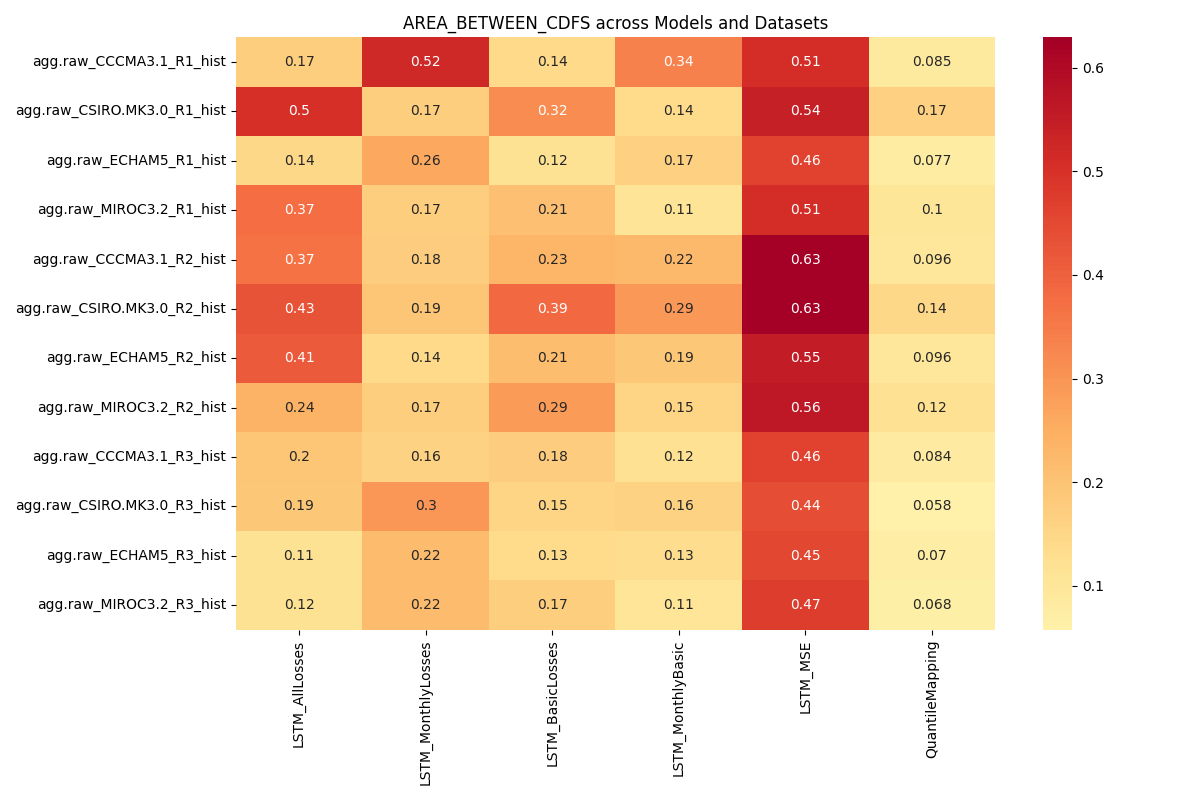 AREA_BETWEEN_CDFS across Models and Datasets
agg.raw_CCCMA3.1_R1_hist 0.17 0.52 0.14 0.34 0.51 0.085
agg.raw_CSIRO.MK3.0_R1_hist 0.5 0.17 0.32 0.14 0.54 0.17
agg.raw_ECHAM5_R1_hist 0.14 0.26 0.12 0.17 0.46 0.077
agg.raw_MIROC3.2_R1_hist 0.37 0.17 0.21 0.11 0.51 0.1
agg.raw_CCCMA3.1_R2_hist 0.37 0.18 0.23 0.22 0.63 0.096
agg.raw_CSIRO.MK3.0_R2_hist 0.43 0.19 0.39 0.29 0.63 0.14
agg.raw_ECHAM5_R2_hist 0.41 0.14 0.21 0.19 0.55 0.096
agg.raw_MIROC3.2_R2_hist 0.24 0.17 0.29 0.15 0.56 0.12
agg.raw_CCCMA3.1_R3_hist 0.2 0.16 0.18 0.12 0.46 0.084
agg.raw_CSIRO.MK3.0_R3_hist 0.19 0.3 0.15 0.16 0.44 0.058
agg.raw_ECHAM5_R3_hist 0.11 0.22 0.13 0.13 0.45 0.07
agg.raw_MIROC3.2_R3_hist 0.12 0.22 0.17 0.11 0.47 0.068
LSTM_AllLosses
LSTM_MonthlyLosses
LSTM_BasicLosses
LSTM_MonthlyBasic
LSTM_MSE
QuantileMapping
0.6
0.5
0.4
0.3
0.2
0.1